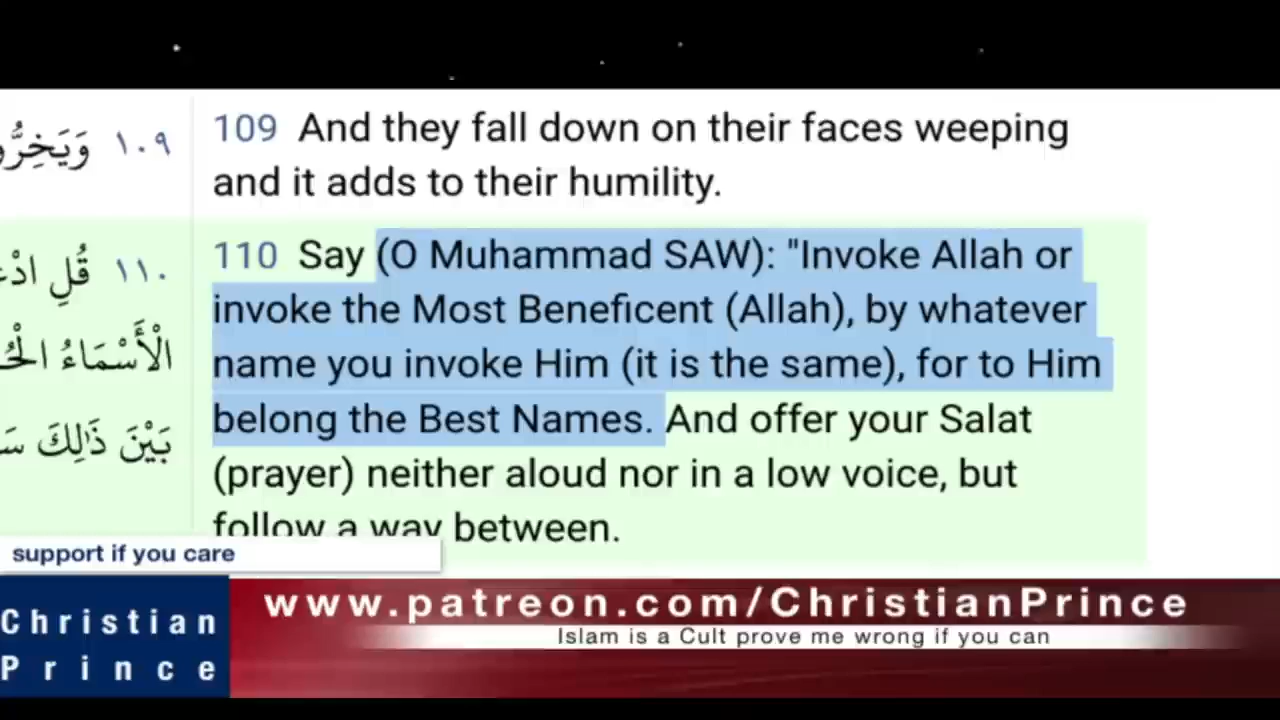 ١٠٩
109 And they fall down on their faces weeping
and it adds to their humility.
١١٠ قُلِ
الْأَسْمَاءُ
بَيْنَ ذَٰلِكَ
110 Say (O Muhammad SAW): "Invoke Allah or
invoke the Most Beneficent (Allah), by whatever
name you invoke Him (it is the same), for to Him
belong the Best Names. And offer your Salat
(prayer) neither aloud nor in a low voice, but
follow a way between.
support if you care
Christian
Prince
www.patreon.com/ChristianPrince
Islam is a Cult prove me wrong if you can